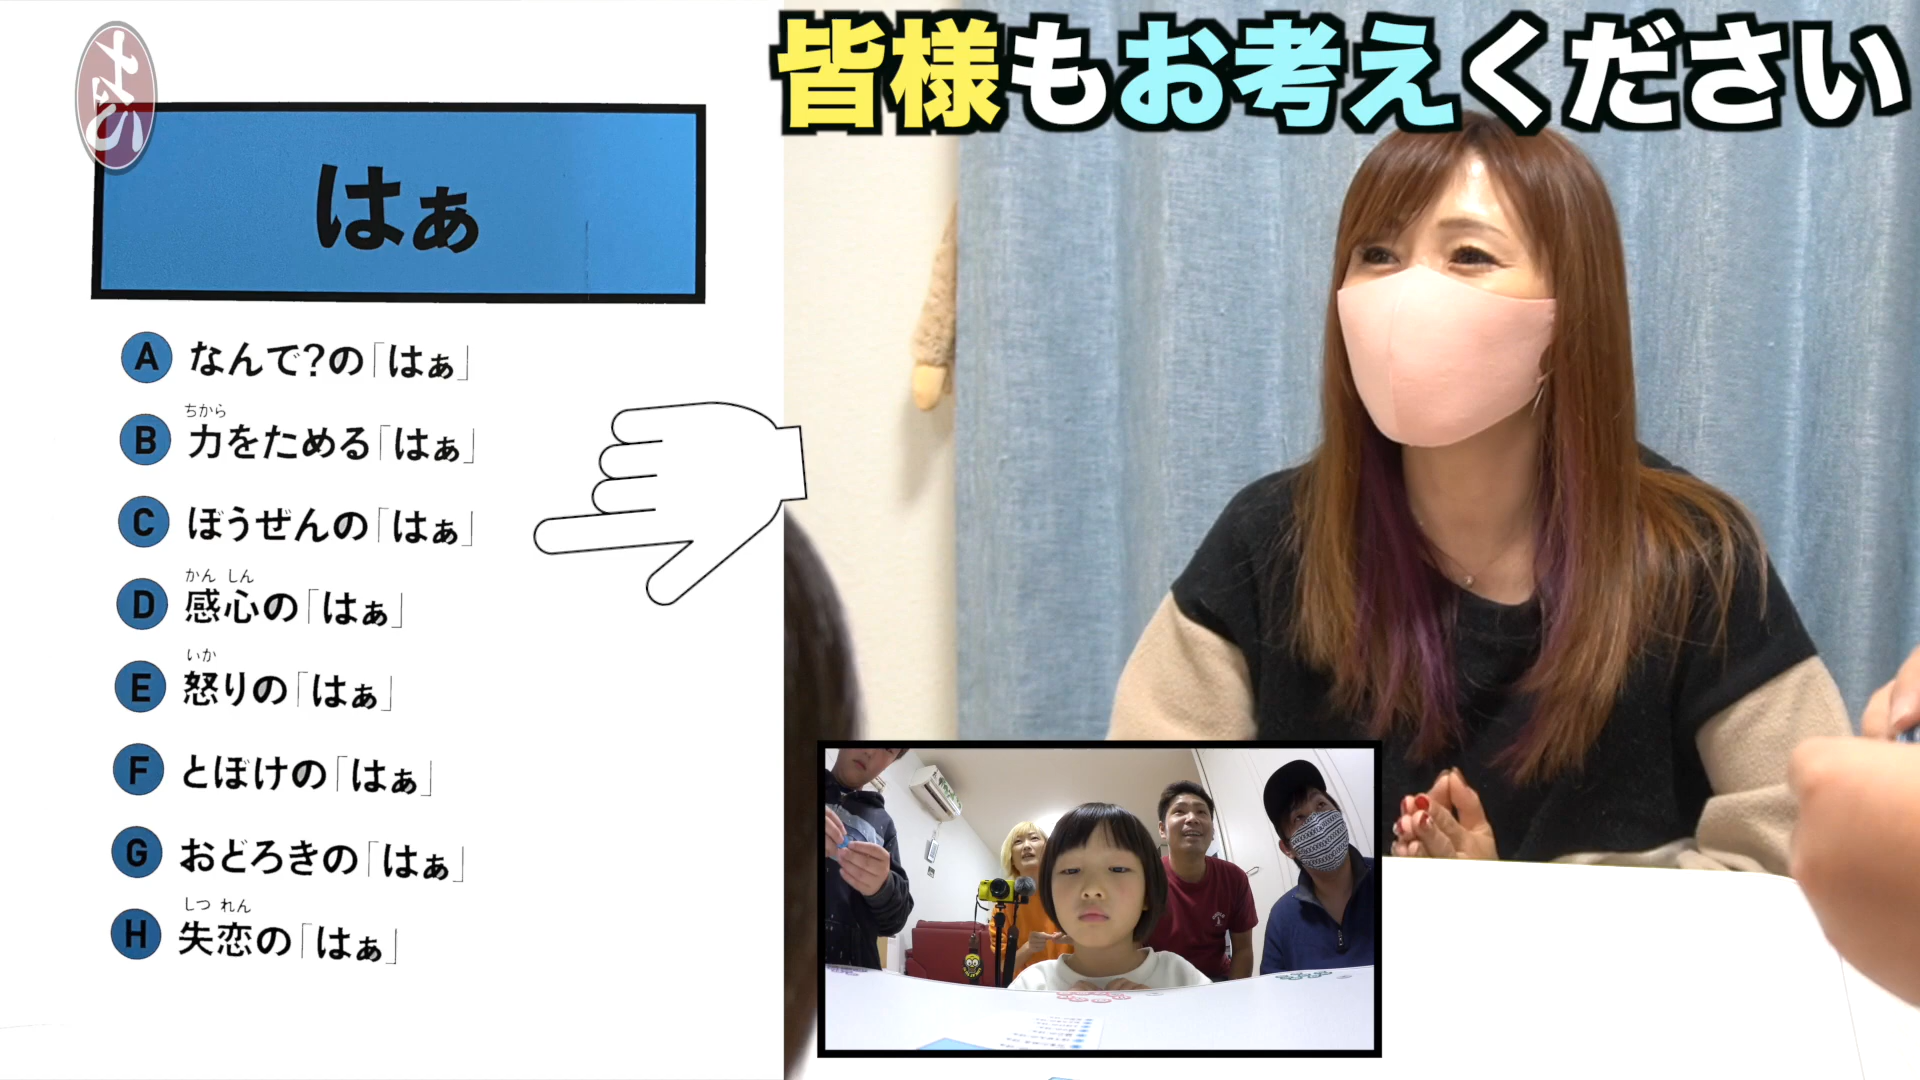 皆様もお考えください
はぁ
A なんで?の「はぁ」
B 力をためる「はぁ」
ちから
C ぼうぜんの「はぁ」
D 感心の「はぁ」
かん しん
E 怒りの「はぁ」
いか
F とぼけの「はぁ」
G おどろきの「はぁ」
H 失恋の「はぁ」
しつ れん